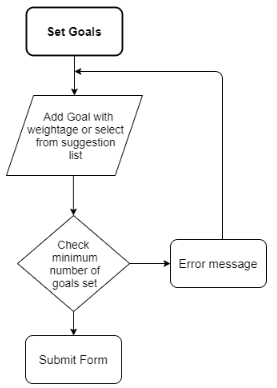 Set Goals
Add Goal with
weightage or select
from suggestion
list
Check
minimum
number of
goals set
Error message
Submit Form